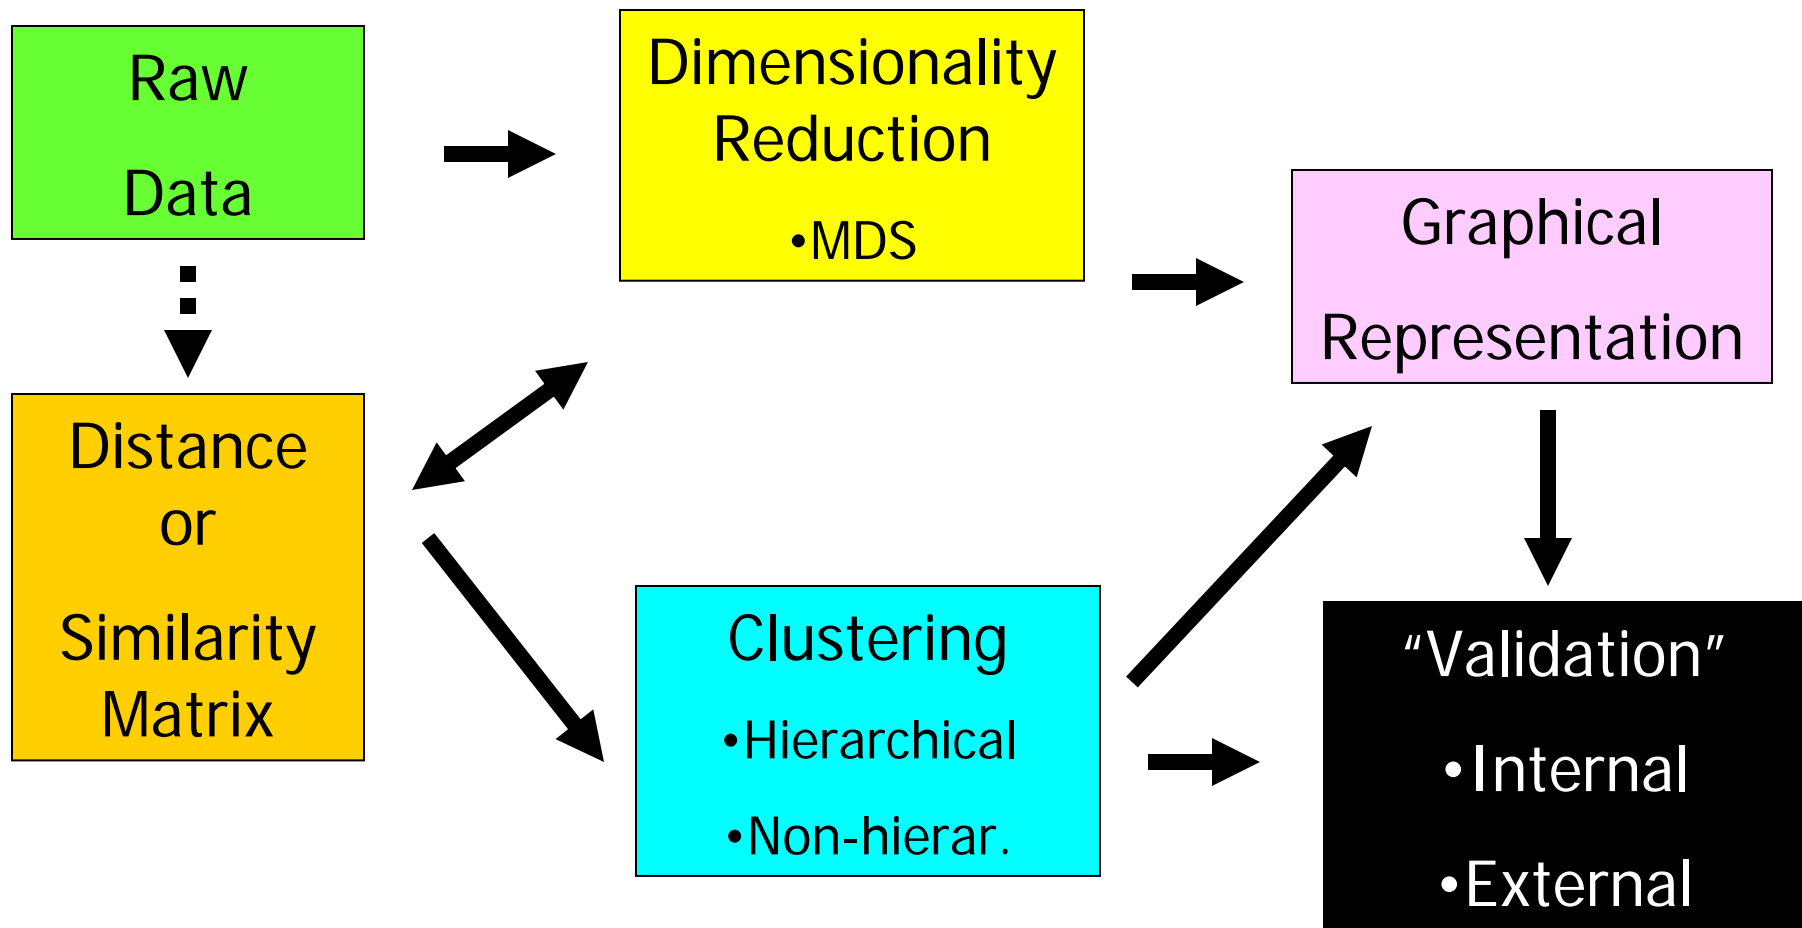 Raw
Data
Dimensionality
Reduction
•MDS
Graphical
Representation
Distance
or
Similarity
Matrix
Clustering
•Hierarchical
•Non-hierar.
“Validation”
•Internal
•External